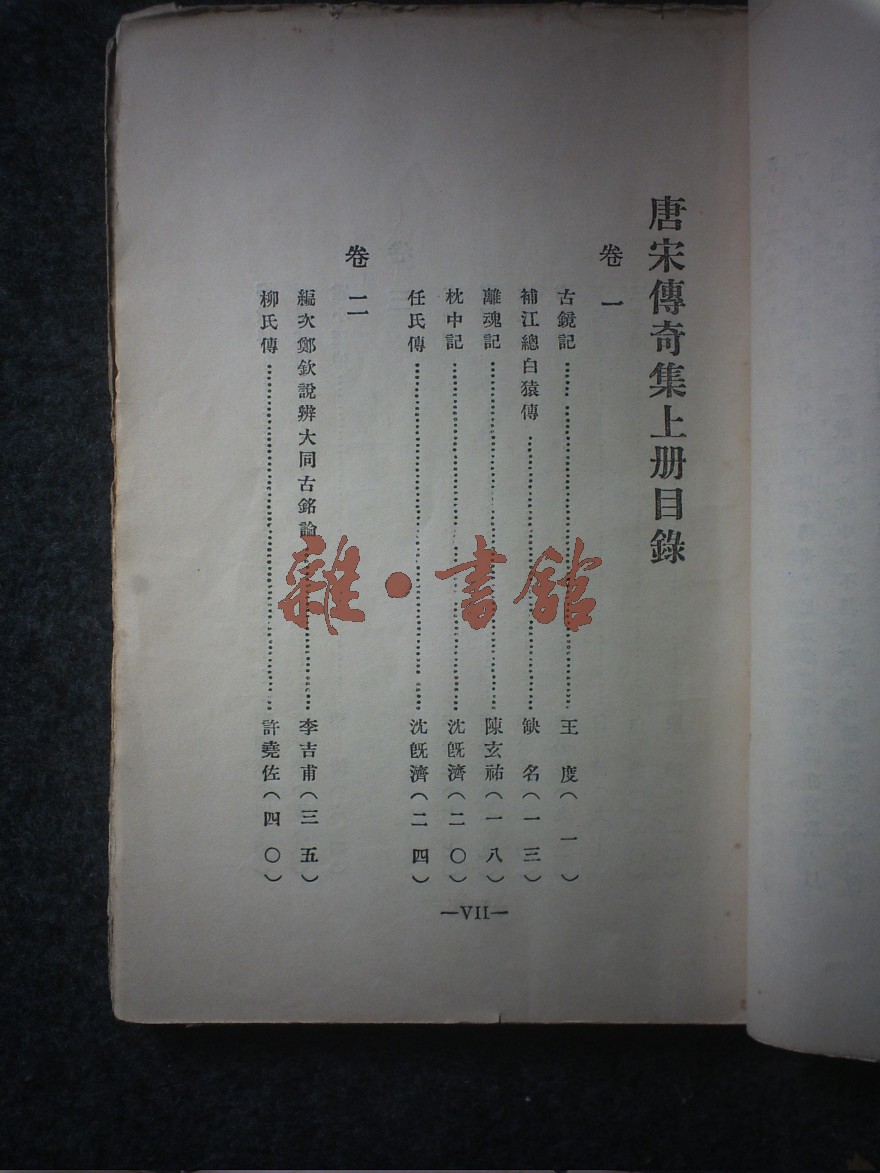 唐宋傳奇集上册目錄
卷一
古鏡記…………王度（一）
補江總白猿傳…………缺名（一三）
離魂記…………陳玄祐（一八）
枕中記…………沈旣濟（二〇）
任氏傳…………沈旣濟（二四）
卷二
編次鄭欽說辨大同古銘論…………李吉甫（三五）
柳氏傳…………許堯佐（四〇）
—VII—
雜·書館